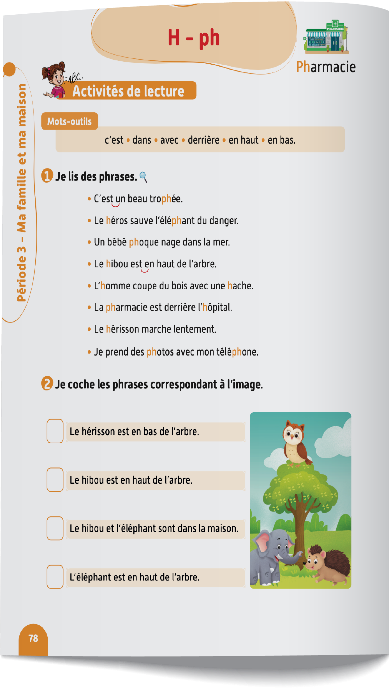 H – ph
Pharmacie
Activités de lecture
Mots-outils
c'est • dans • avec • derrière • en haut • en bas.
Période 3 – Ma famille et ma maison
1 Je lis des phrases.
• C'est un beau trophée.
• Le héros sauve l'éléphant du danger.
• Un bébé phoque nage dans la mer.
• Le hibou est en haut de l'arbre.
• L'homme coupe du bois avec une hache.
• La pharmacie est derrière l'hôpital.
• Le hérisson marche lentement.
• Je prend des photos avec mon téléphone.
2 Je coche les phrases correspondant à l'image.
Le hérisson est en bas de l'arbre.
Le hibou est en haut de l'arbre.
Le hibou et l'éléphant sont dans la maison.
L'éléphant est en haut de l'arbre.
78